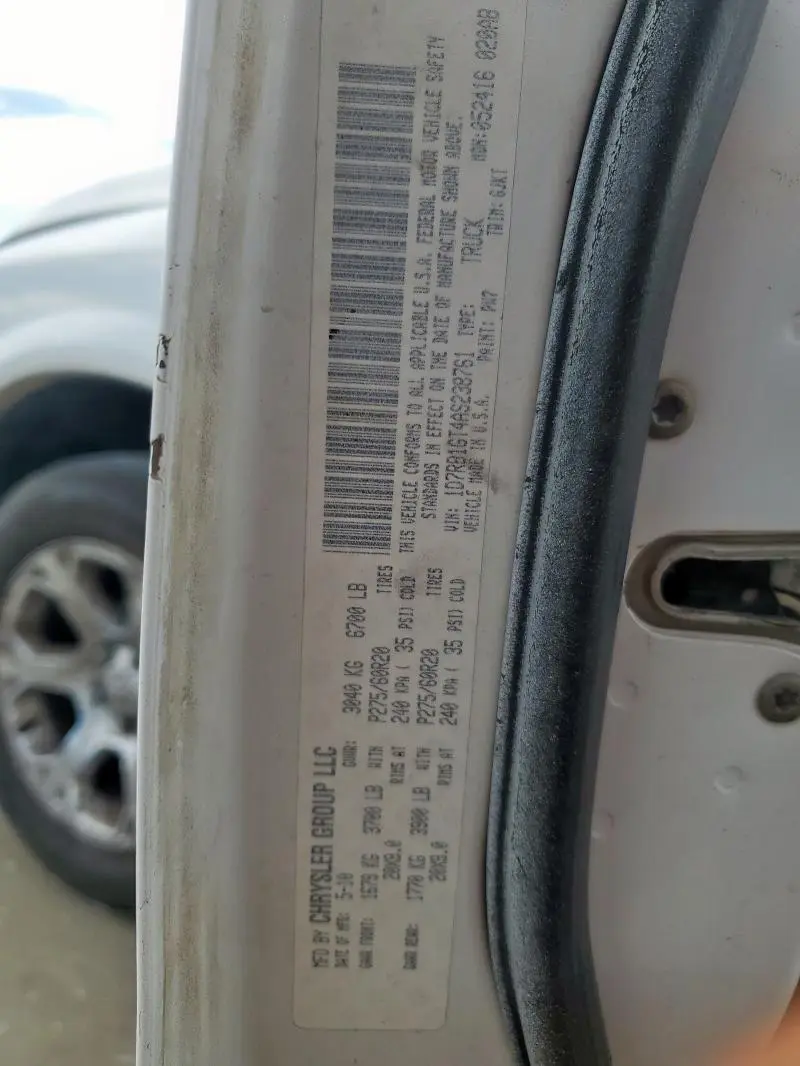 MFD BY CHRYSLER GROUP LLC
DATE OF MFR: 5-10 GVWR: 3040 KG 6700 LB
GAWR FRONT: 1679 KG 3700 LB WITH P275/60R20 TIRES
20X9.0 RIMS AT 240 KPA ( 35 PSI) COLD
GAWR REAR: 1770 KG 3900 LB WITH P275/60R20 TIRES
20X9.0 RIMS AT 240 KPA ( 35 PSI) COLD
THIS VEHICLE CONFORMS TO ALL APPLICABLE U.S.A. FEDERAL MOTOR VEHICLE SAFETY
STANDARDS IN EFFECT ON THE DATE OF MANUFACTURE SHOWN ABOVE.
VIN: 1D7RB1GT4AS238761 TYPE: TRUCK MDH:052416 020AB
VEHICLE MADE IN U.S.A. PAINT: PW7 TRIM: GJXT